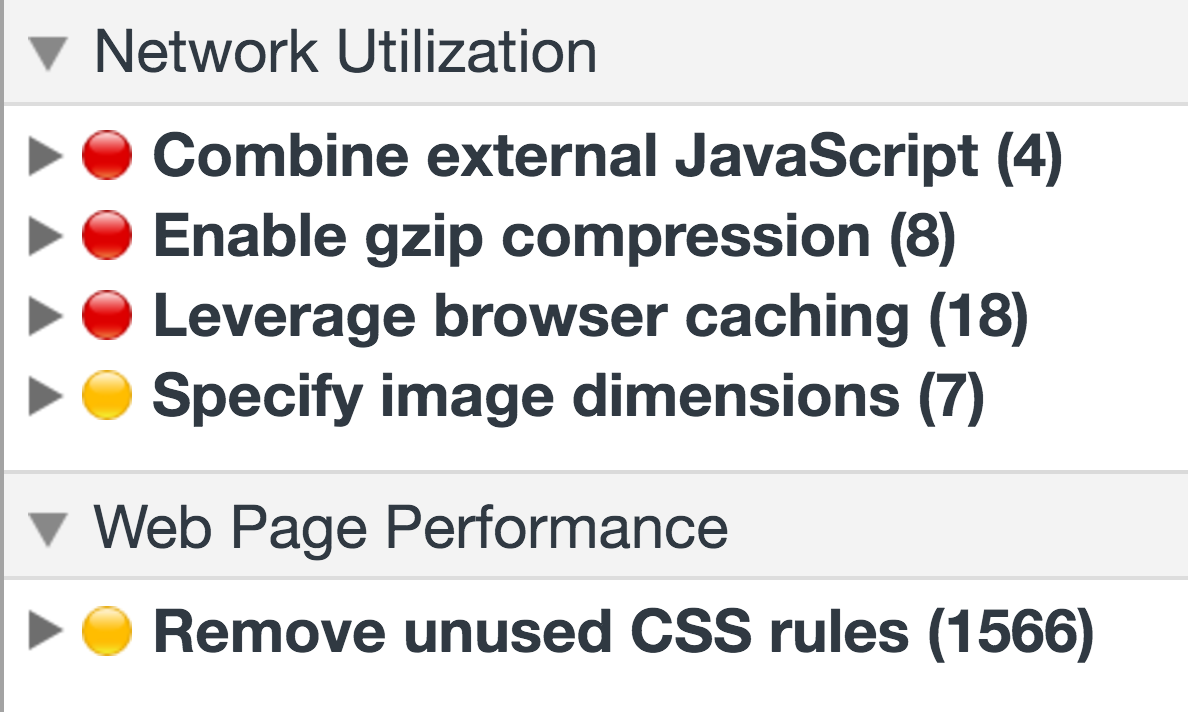 Network Utilization
Combine external JavaScript (4)
Enable gzip compression (8)
Leverage browser caching (18)
Specify image dimensions (7)
Web Page Performance
Remove unused CSS rules (1566)